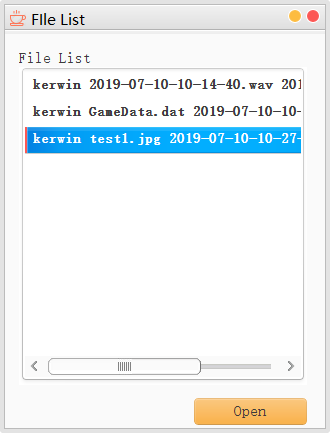 FIle List
File List
kerwin 2019-07-10-10-14-40.wav 201
kerwin GameData.dat 2019-07-10-10-
kerwin test1.jpg 2019-07-10-10-27-
Open